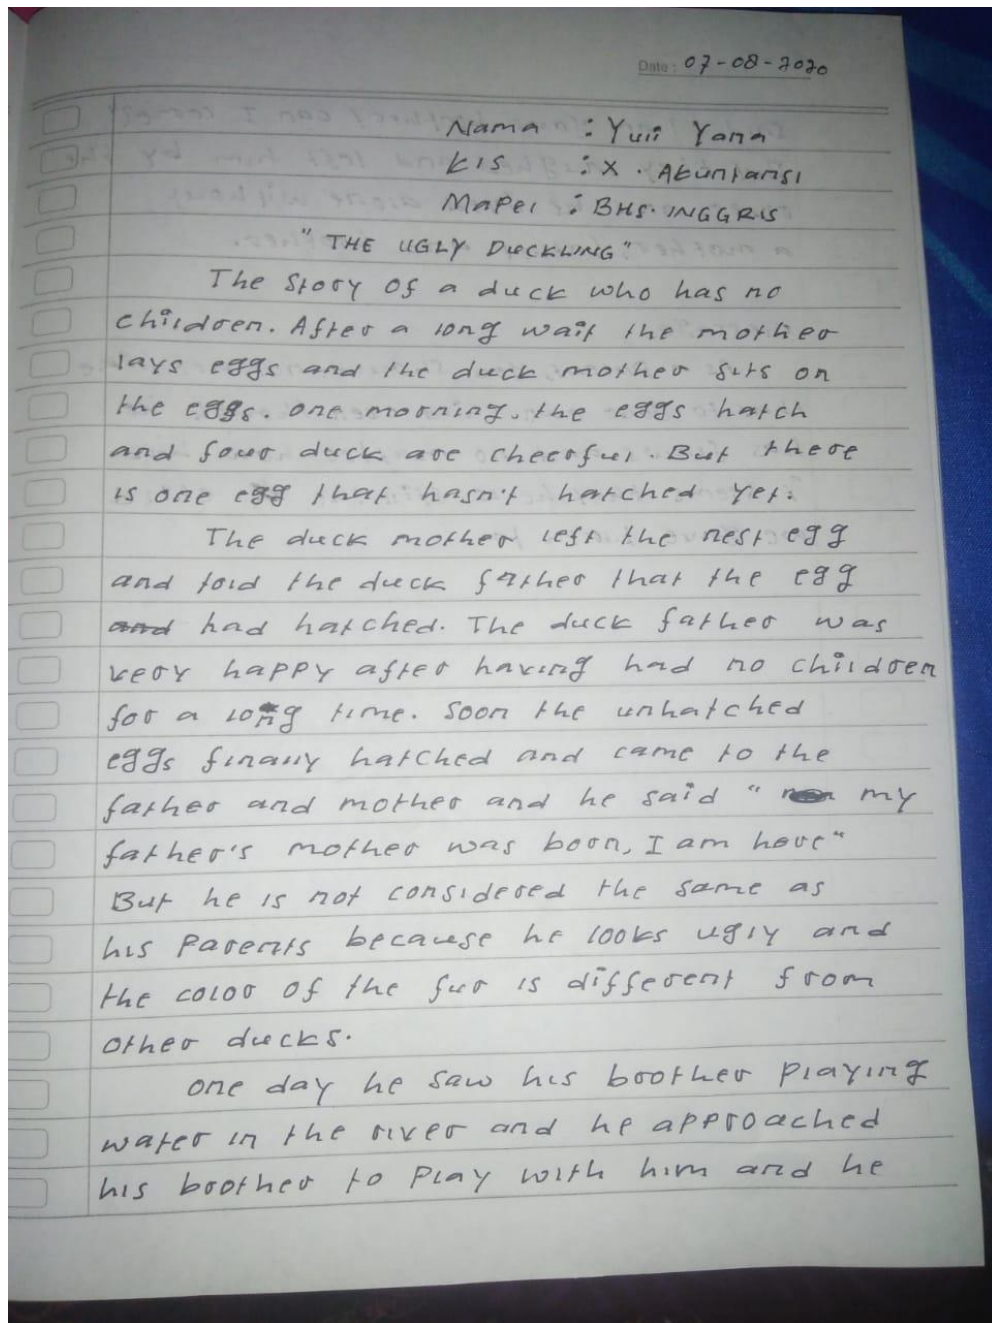 Date : 07-08-2020
Nama : Yuli Yana
Kls : X . Akuntansi
Mapel : BHS. INGGRIS
"THE UGLY DUCKLING"
The story of a duck who has no
children. After a long wait the mother
lays eggs and the duck mother sits on
the eggs. one morning, the eggs hatch
and four duck are cheerful. But there
is one egg that hasn't hatched yet.
The duck mother left the nest egg
and told the duck father that the egg
and had hatched. The duck father was
very happy after having had no children
for a long time. Soon the unhatched
eggs finally hatched and came to the
father and mother and he said " my
father's mother was born, I am here"
But he is not considered the same as
his parents because he looks ugly and
the color of the fur is different from
other ducks.
one day he saw his brother playing
water in the river and he approached
his brother to play with him and he